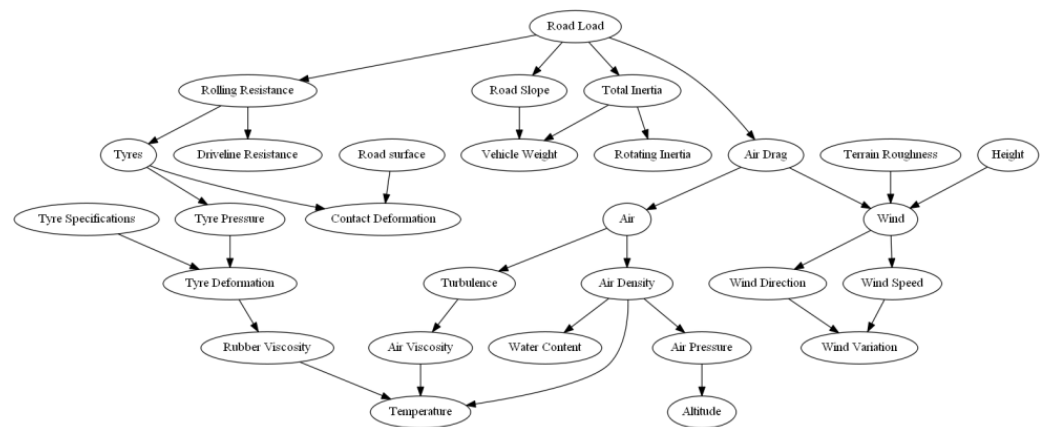 Road Load
Rolling Resistance
Road Slope
Total Inertia
Tyres
Driveline Resistance
Road surface
Vehicle Weight
Rotating Inertia
Air Drag
Terrain Roughness
Height
Tyre Specifications
Tyre Pressure
Contact Deformation
Air
Wind
Tyre Deformation
Turbulence
Air Density
Wind Direction
Wind Speed
Rubber Viscosity
Air Viscosity
Water Content
Air Pressure
Wind Variation
Temperature
Altitude